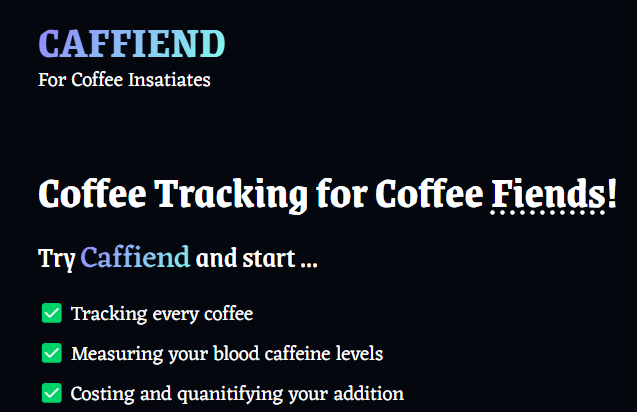 CAFFIEND
For Coffee Insatiates
Coffee Tracking for Coffee Fiends!
Try Caffiend and start ...
Tracking every coffee
Measuring your blood caffeine levels
Costing and quanitifying your addition